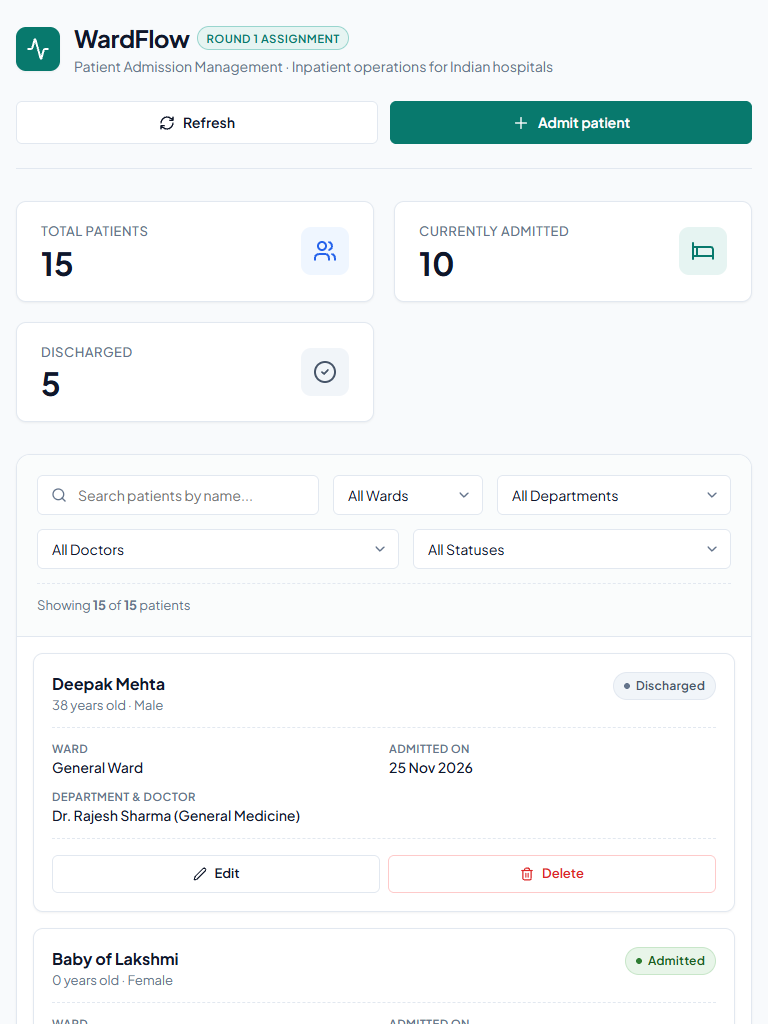 WardFlow ROUND 1 ASSIGNMENT
Patient Admission Management · Inpatient operations for Indian hospitals
Refresh
Admit patient
TOTAL PATIENTS
15
CURRENTLY ADMITTED
10
DISCHARGED
5
Search patients by name...
All Wards
All Departments
All Doctors
All Statuses
Showing 15 of 15 patients
Deepak Mehta
Discharged
38 years old · Male
WARD
General Ward
ADMITTED ON
25 Nov 2026
DEPARTMENT & DOCTOR
Dr. Rajesh Sharma (General Medicine)
Edit
Delete
Baby of Lakshmi
Admitted
0 years old · Female
WARD
ADMITTED ON